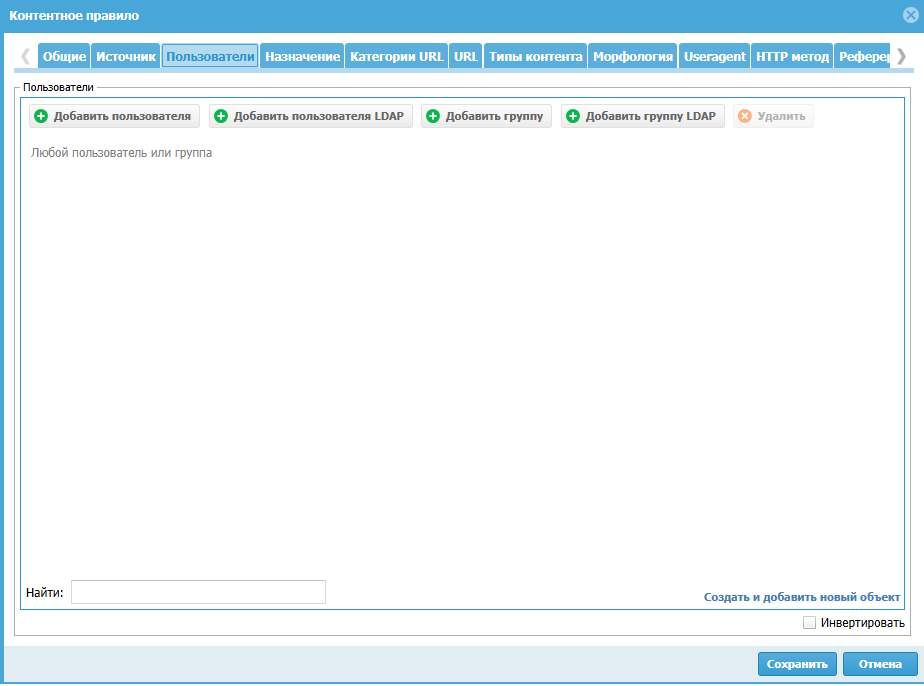 Контентное правило
Общие Источник Пользователи Назначение Категории URL URL Типы контента Морфология Useragent HTTP метод
Пользователи
Добавить пользователя Добавить пользователя LDAP Добавить группу Добавить группу LDAP Удалить
Любой пользователь или группа
Найти:
Создать и добавить новый объект
Инвертировать
Сохранить Отмена